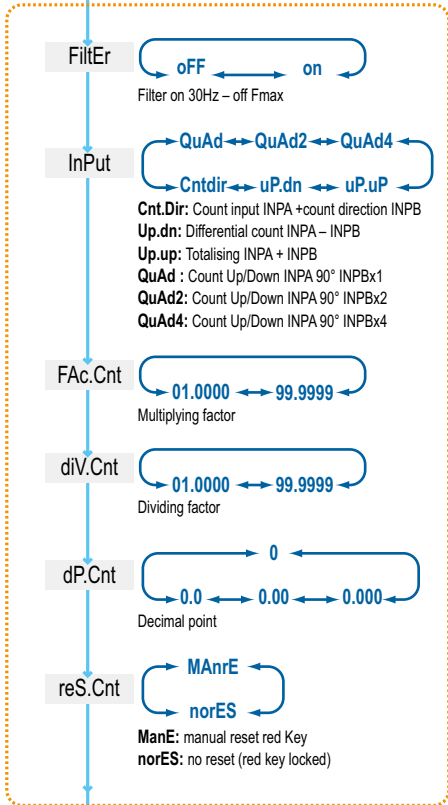 FiltEr
oFF on
Filter on 30Hz – off Fmax
InPut
QuAd QuAd2 QuAd4
Cntdir uP.dn uP.uP
Cnt.Dir: Count input INPA +count direction INPB
Up.dn: Differential count INPA – INPB
Up.up: Totalising INPA + INPB
QuAd : Count Up/Down INPA 90° INPBx1
QuAd2: Count Up/Down INPA 90° INPBx2
QuAd4: Count Up/Down INPA 90° INPBx4
FAc.Cnt
01.0000 99.9999
Multiplying factor
diV.Cnt
01.0000 99.9999
Dividing factor
dP.Cnt
0
0.0 0.00 0.000
Decimal point
reS.Cnt
MAnrE
norES
ManE: manual reset red Key
norES: no reset (red key locked)